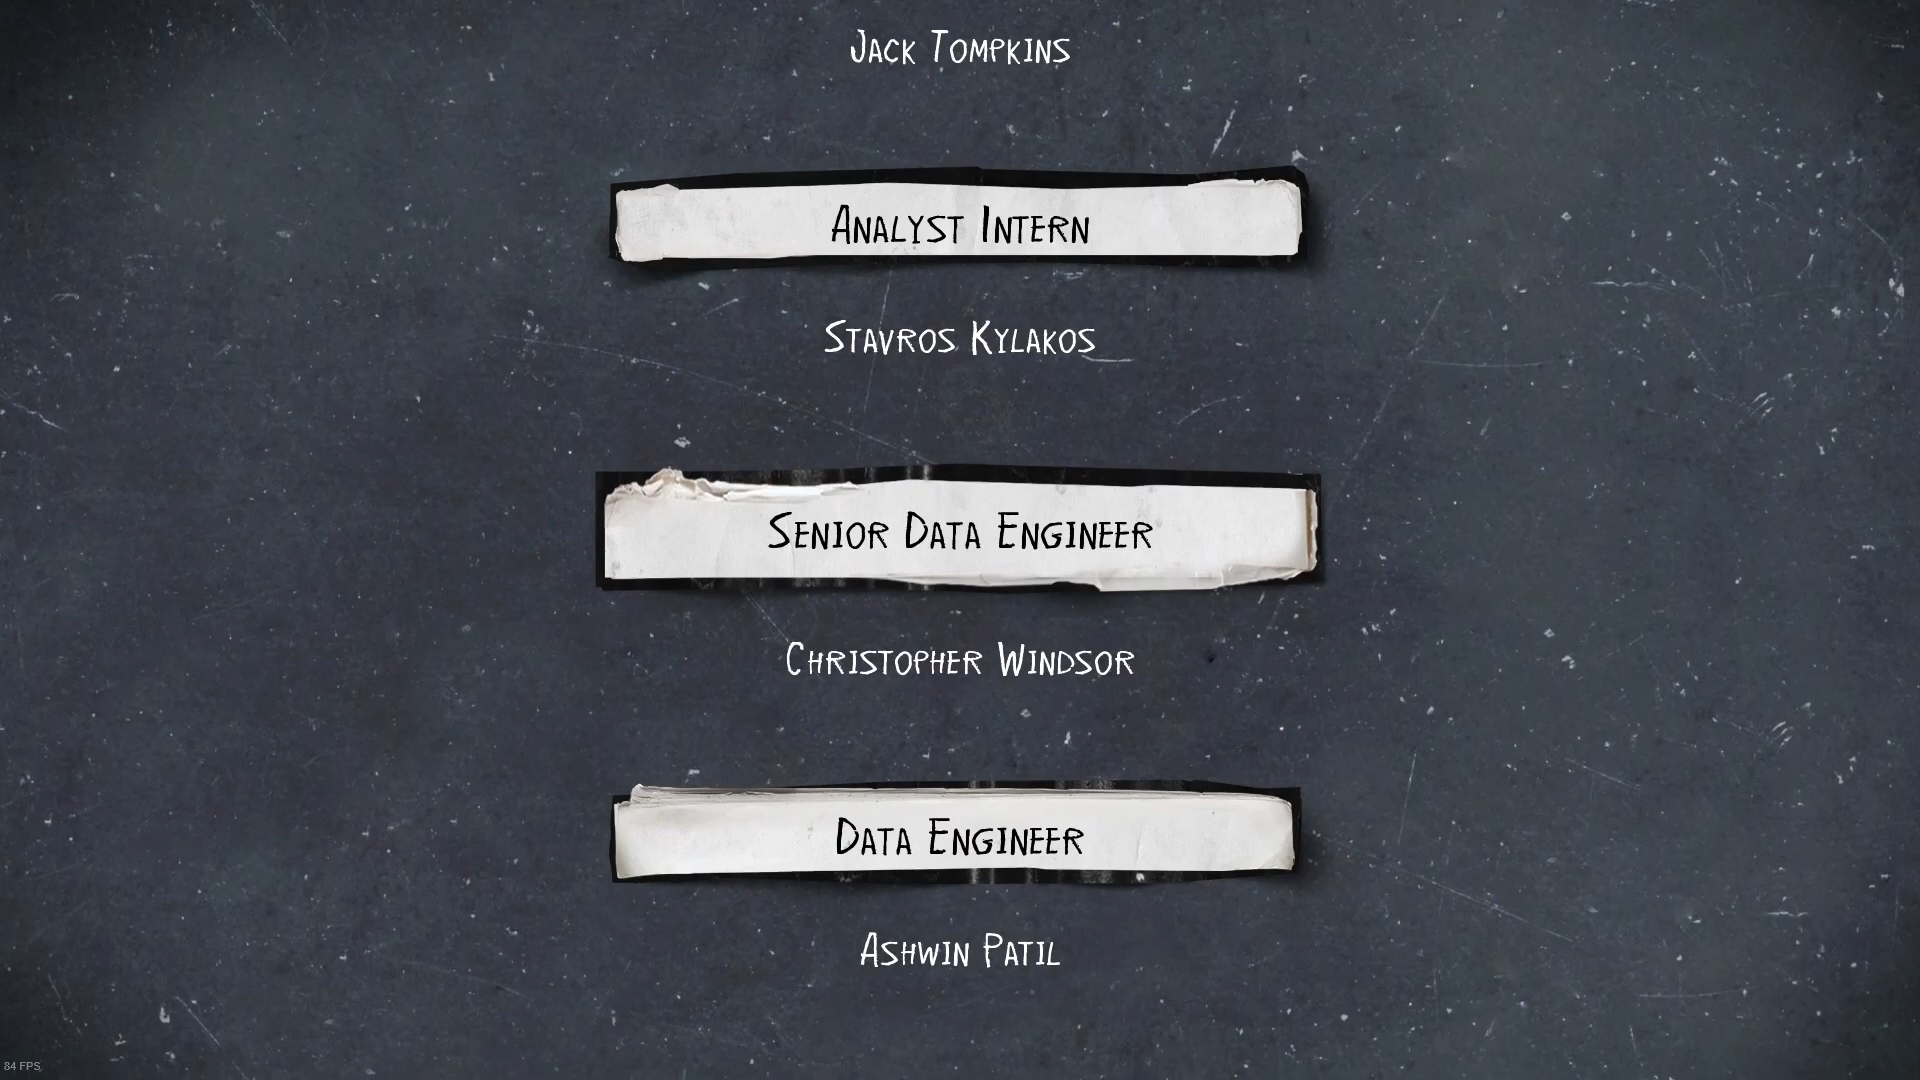 Jack Tompkins
Analyst Intern
Stavros Kylakos
Senior Data Engineer
Christopher Windsor
Data Engineer
Ashwin Patil
84 FPS